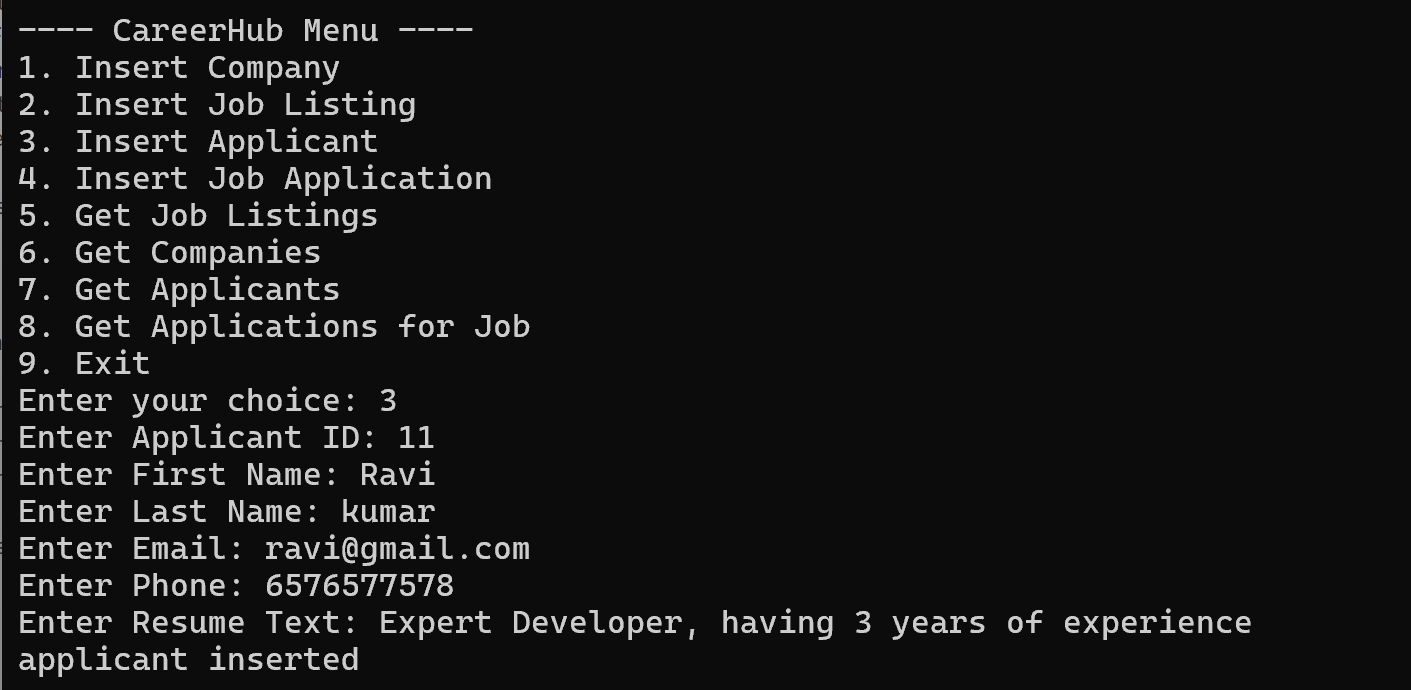 ---- CareerHub Menu ----
1. Insert Company
2. Insert Job Listing
3. Insert Applicant
4. Insert Job Application
5. Get Job Listings
6. Get Companies
7. Get Applicants
8. Get Applications for Job
9. Exit
Enter your choice: 3
Enter Applicant ID: 11
Enter First Name: Ravi
Enter Last Name: kumar
Enter Email: ravi@gmail.com
Enter Phone: 6576577578
Enter Resume Text: Expert Developer, having 3 years of experience
applicant inserted